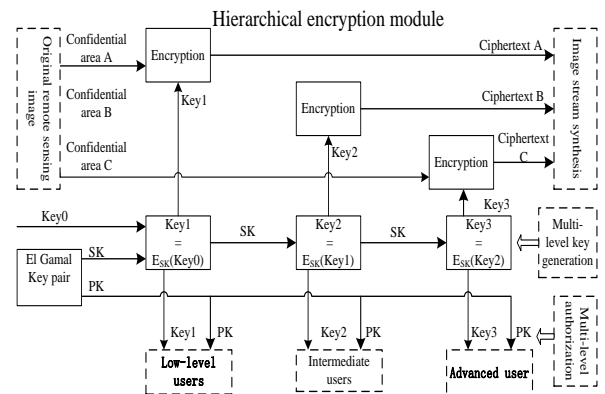 Hierarchical encryption module
Original remote sensing
image
Confidential
area A
Encryption
Ciphertext A
Image stream synthesis
Key1
Confidential
area B
Encryption
Ciphertext B
Key2
Confidential
area C
Encryption
Ciphertext
C
Key3
Key0
Key1
=
ESK(Key0)
SK
Key2
=
ESK(Key1)
SK
Key3
=
ESK(Key2)
Multi-
level key
generation
El Gamal
Key pair
SK
PK
Key1
PK
Key2
PK
Key3
PK
Multi-level
authorization
Low-level
users
Intermediate
users
Advanced user